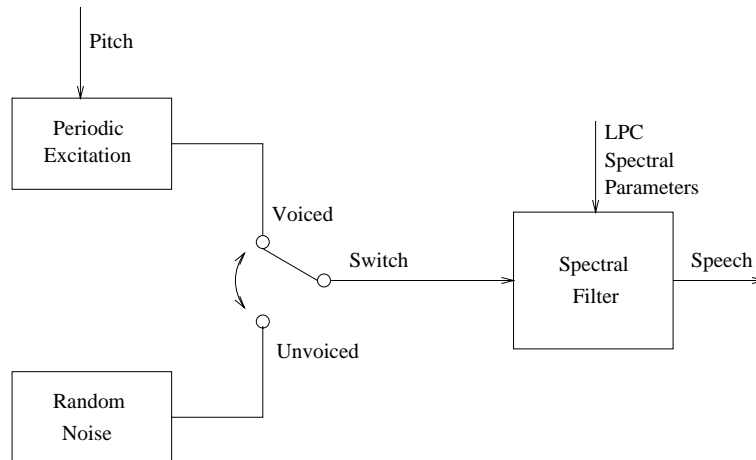 Pitch
Periodic
Excitation
LPC
Spectral
Parameters
Voiced
Switch
Spectral
Filter
Speech
Unvoiced
Random
Noise